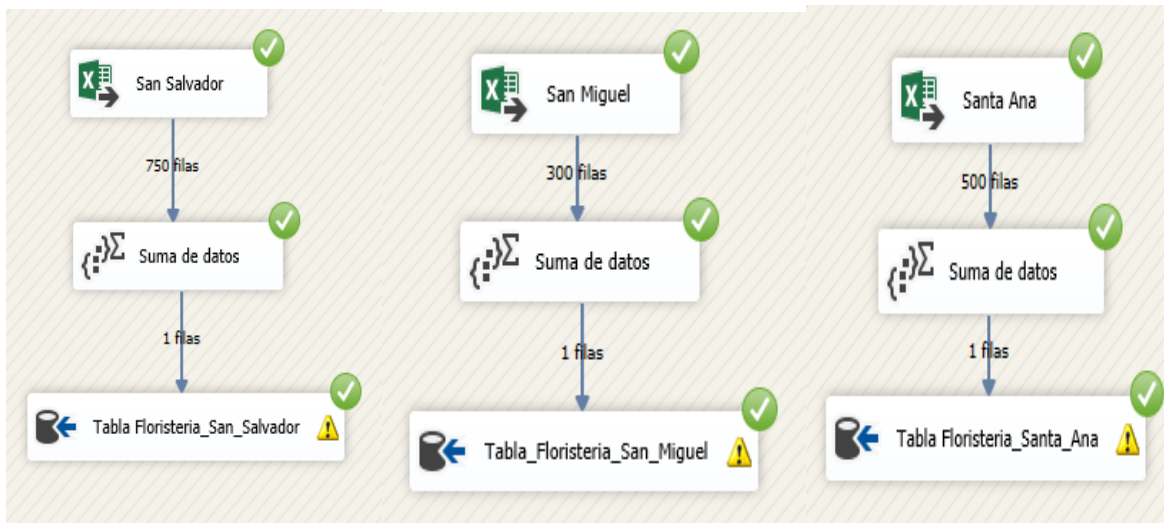 San Salvador
750 filas
Suma de datos
1 filas
Tabla Floristeria_San_Salvador
San Miguel
300 filas
Suma de datos
1 filas
Tabla_Floristeria_San_Miguel
Santa Ana
500 filas
Suma de datos
1 filas
Tabla Floristeria_Santa_Ana